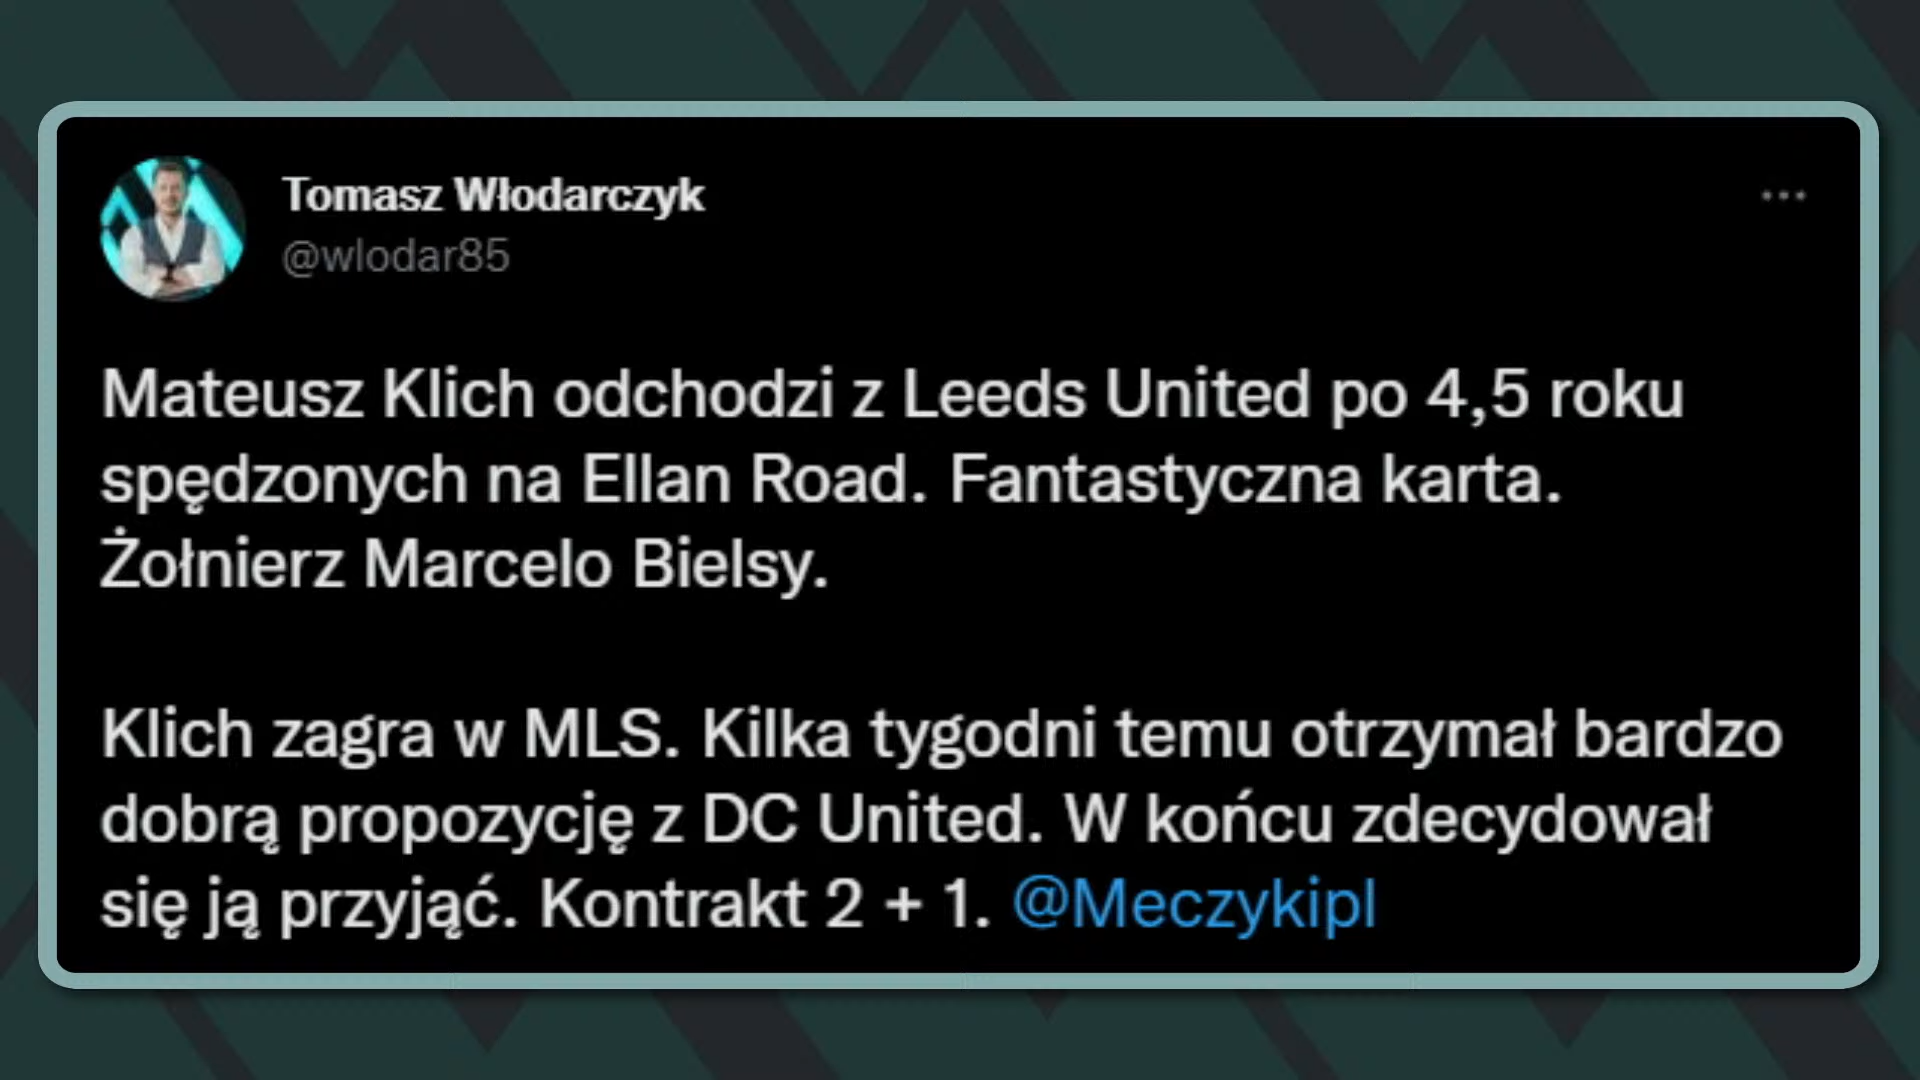 Tomasz Włodarczyk
@wlodar85
Mateusz Klich odchodzi z Leeds United po 4,5 roku
spędzonych na Ellan Road. Fantastyczna karta.
Żołnierz Marcelo Bielsy.
Klich zagra w MLS. Kilka tygodni temu otrzymał bardzo
dobrą propozycję z DC United. W końcu zdecydował
się ją przyjąć. Kontrakt 2 + 1. @Meczykipl